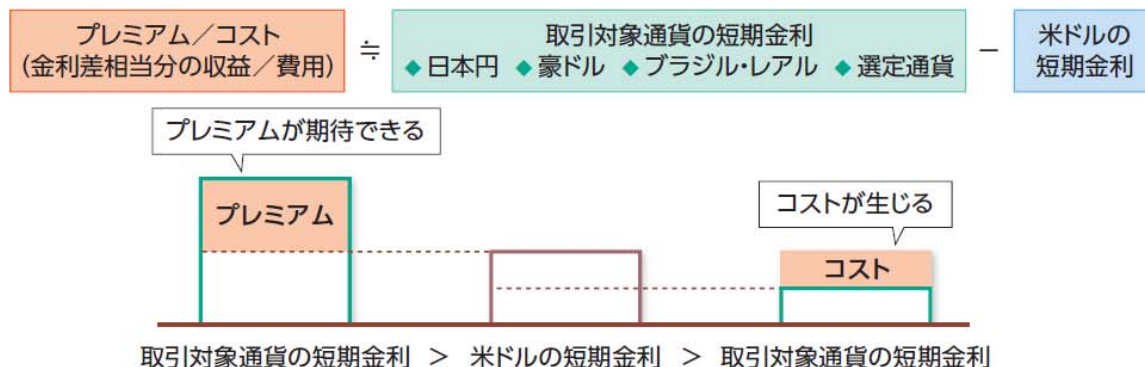 プレミアム／コスト
（金利差相当分の収益／費用）
≒
取引対象通貨の短期金利
◆日本円 ◆豪ドル ◆ブラジル・レアル ◆選定通貨
－
米ドルの
短期金利
プレミアムが期待できる
プレミアム
コストが生じる
コスト
取引対象通貨の短期金利 ＞ 米ドルの短期金利 ＞ 取引対象通貨の短期金利